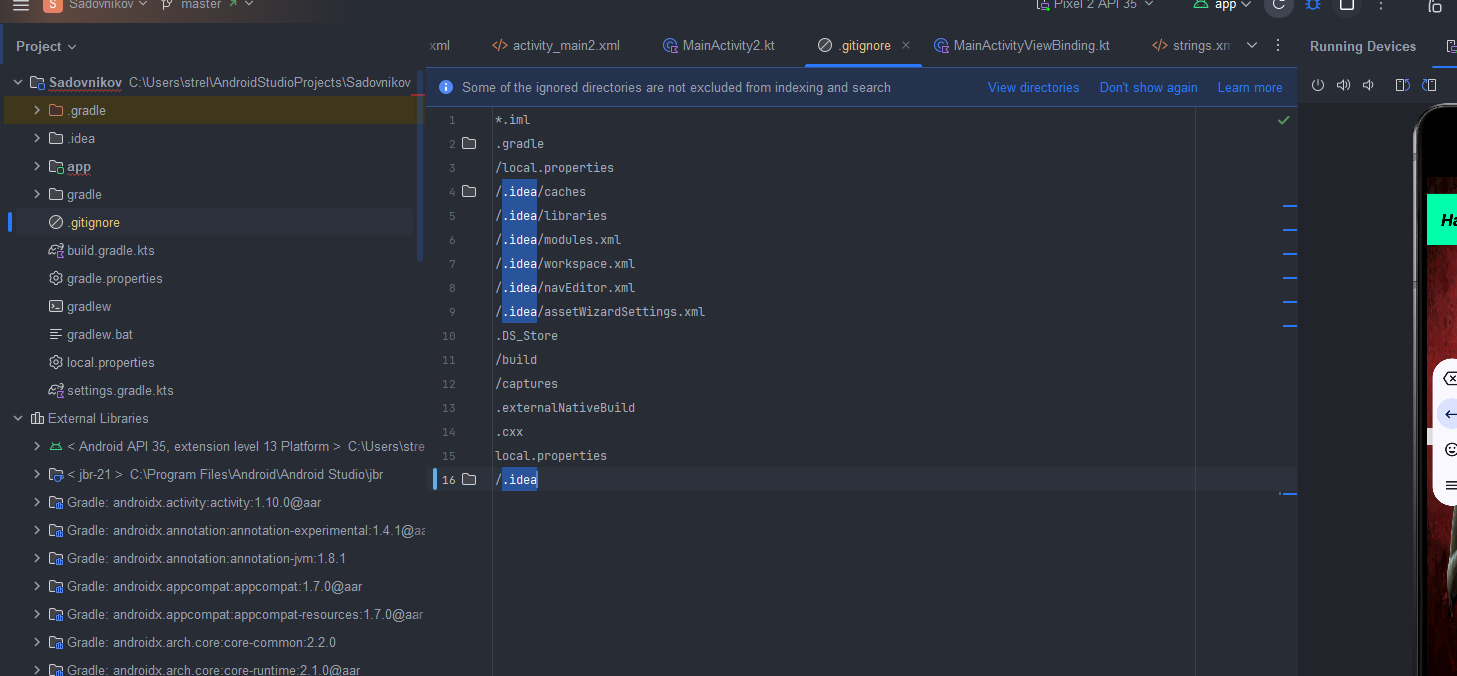 S Sadovnikov master Pixel 2 API 35 app
Project
xml activity_main2.xml MainActivity2.kt .gitignore MainActivityViewBinding.kt strings.xm Running Devices
Sadovnikov C:\Users\strel\AndroidStudioProjects\Sadovnikov
.gradle
.idea
app
gradle
.gitignore
build.gradle.kts
gradle.properties
gradlew
gradlew.bat
local.properties
settings.gradle.kts
External Libraries
< Android API 35, extension level 13 Platform > C:\Users\stre
< jbr-21 > C:\Program Files\Android\Android Studio\jbr
Gradle: androidx.activity:activity:1.10.0@aar
Gradle: androidx.annotation:annotation-experimental:1.4.1@aa
Gradle: androidx.annotation:annotation-jvm:1.8.1
Gradle: androidx.appcompat:appcompat:1.7.0@aar
Gradle: androidx.appcompat:appcompat-resources:1.7.0@aar
Gradle: androidx.arch.core:core-common:2.2.0
Gradle: androidx.arch.core:core-runtime:2.1.0@aar
Some of the ignored directories are not excluded from indexing and search View directories Don't show again Learn more
1 *.iml
2 .gradle
3 /local.properties
4 /.idea/caches
5 /.idea/libraries
6 /.idea/modules.xml
7 /.idea/workspace.xml
8 /.idea/navEditor.xml
9 /.idea/assetWizardSettings.xml
10 .DS_Store
11 /build
12 /captures
13 .externalNativeBuild
14 .cxx
15 local.properties
16 /.idea